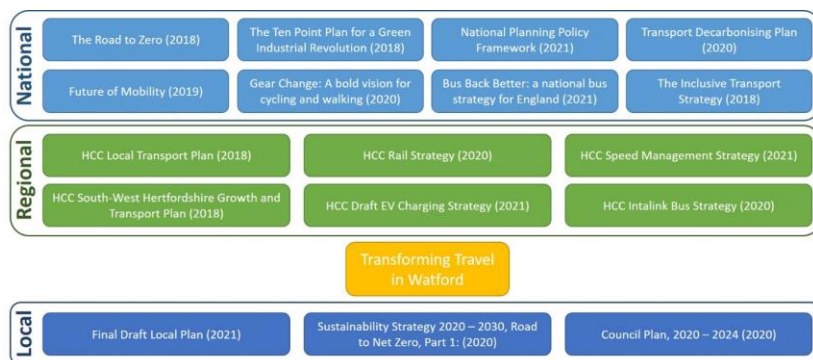 National
The Road to Zero (2018)
The Ten Point Plan for a Green
Industrial Revolution (2018)
National Planning Policy
Framework (2021)
Transport Decarbonising Plan
(2020)
Future of Mobility (2019)
Gear Change: A bold vision for
cycling and walking (2020)
Bus Back Better: a national bus
strategy for England (2021)
The Inclusive Transport
Strategy (2018)
Regional
HCC Local Transport Plan (2018)
HCC Rail Strategy (2020)
HCC Speed Management Strategy (2021)
HCC South-West Hertfordshire Growth and
Transport Plan (2018)
HCC Draft EV Charging Strategy (2021)
HCC Intalink Bus Strategy (2020)
Transforming Travel
in Watford
Local
Final Draft Local Plan (2021)
Sustainability Strategy 2020 – 2030, Road
to Net Zero, Part 1: (2020)
Council Plan, 2020 – 2024 (2020)